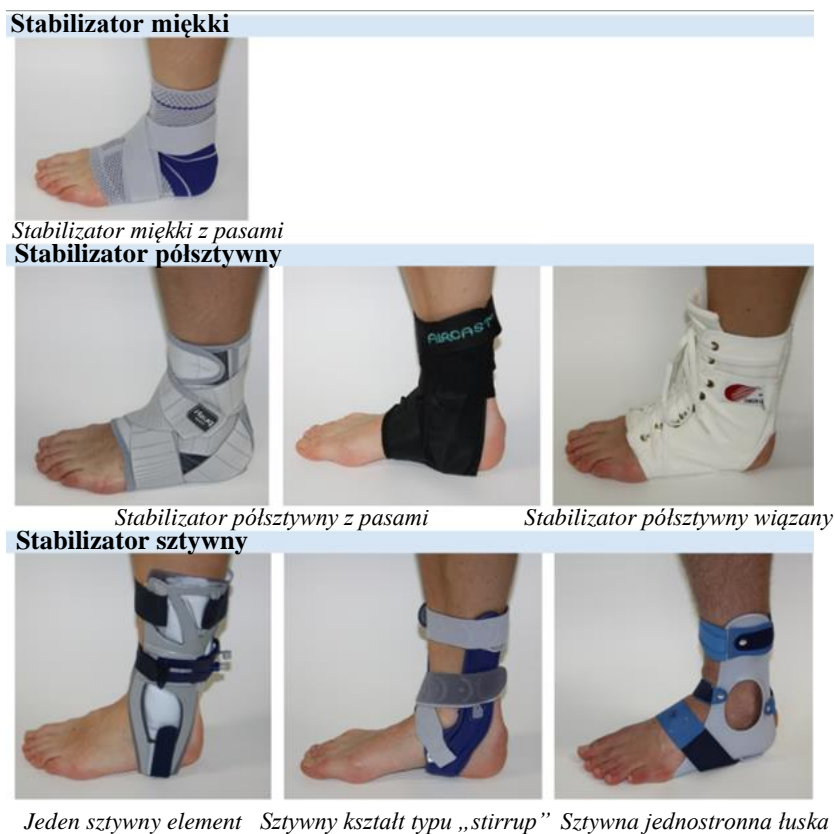 Stabilizator miękki
Stabilizator miękki z pasami
Stabilizator półsztywny
AIRCAST
Stabilizator półsztywny z pasami Stabilizator półsztywny wiązany
Stabilizator sztywny
Jeden sztywny element Sztywny kształt typu „stirrup” Sztywna jednostronna łuska